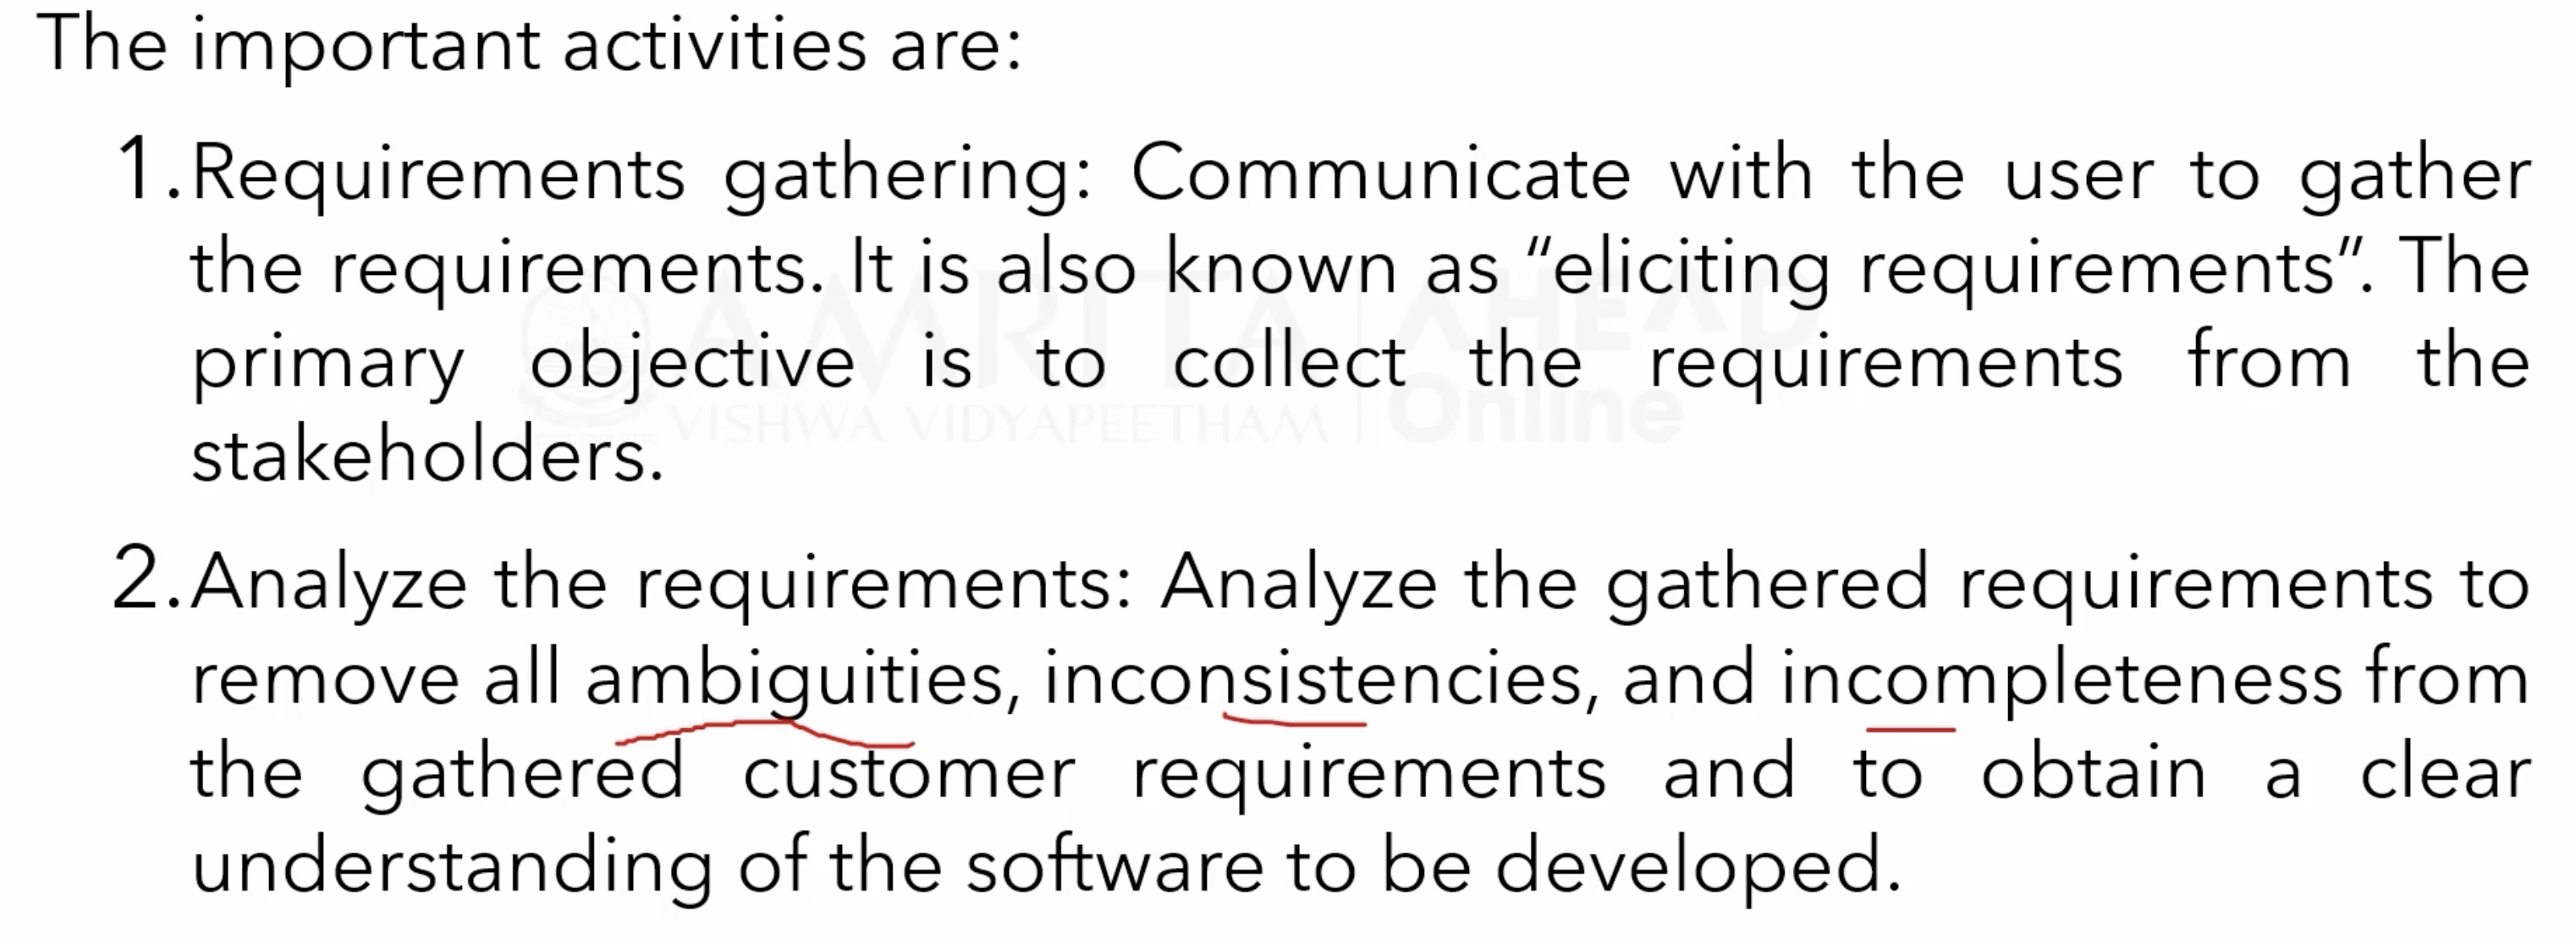 The important activities are:
1. Requirements gathering: Communicate with the user to gather
the requirements. It is also known as “eliciting requirements”. The
primary objective is to collect the requirements from the
stakeholders.
2. Analyze the requirements: Analyze the gathered requirements to
remove all ambiguities, inconsistencies, and incompleteness from
the gathered customer requirements and to obtain a clear
understanding of the software to be developed.
AMRITA
VISHWA VIDYAPEETHAM
AHEAD
Online